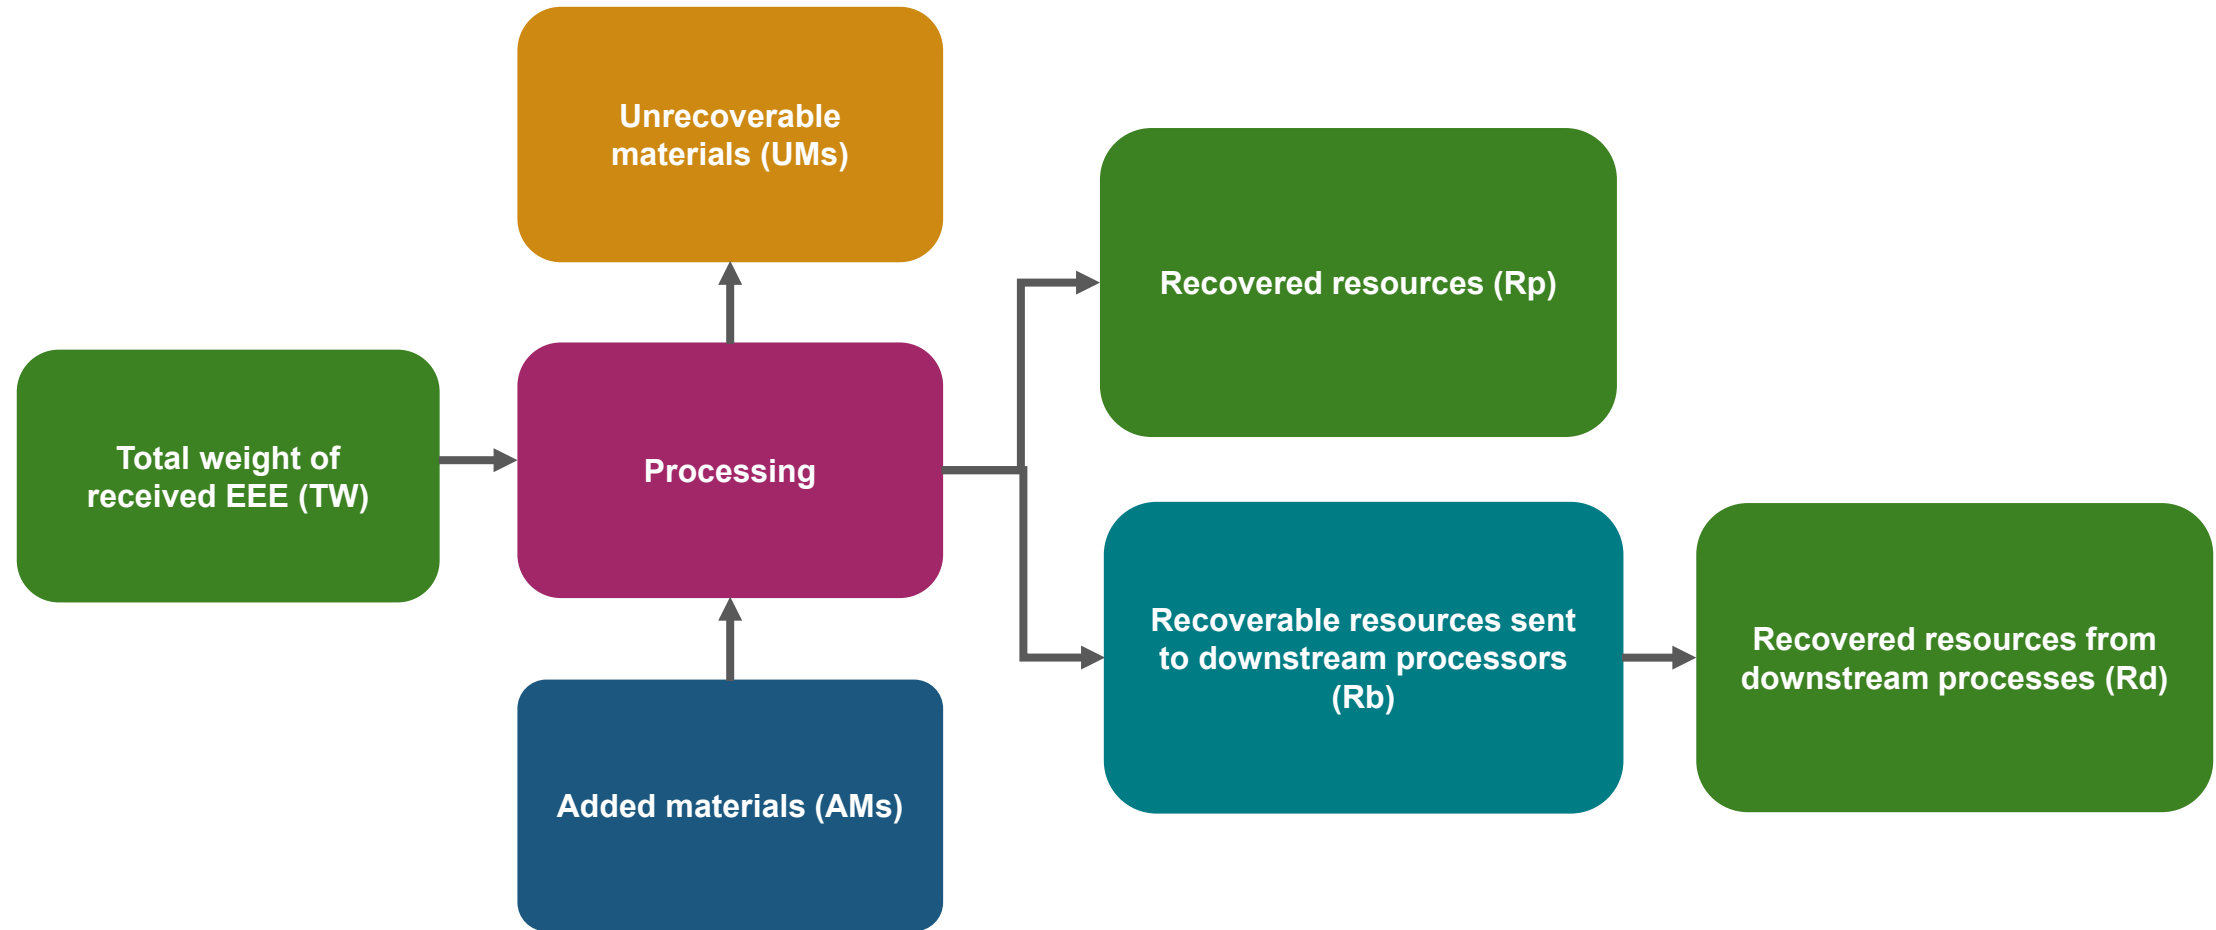 Unrecoverable
materials (UMs)
Recovered resources (Rp)
Total weight of
received EEE (TW)
Processing
Recoverable resources sent
to downstream processors
(Rb)
Recovered resources from
downstream processes (Rd)
Added materials (AMs)